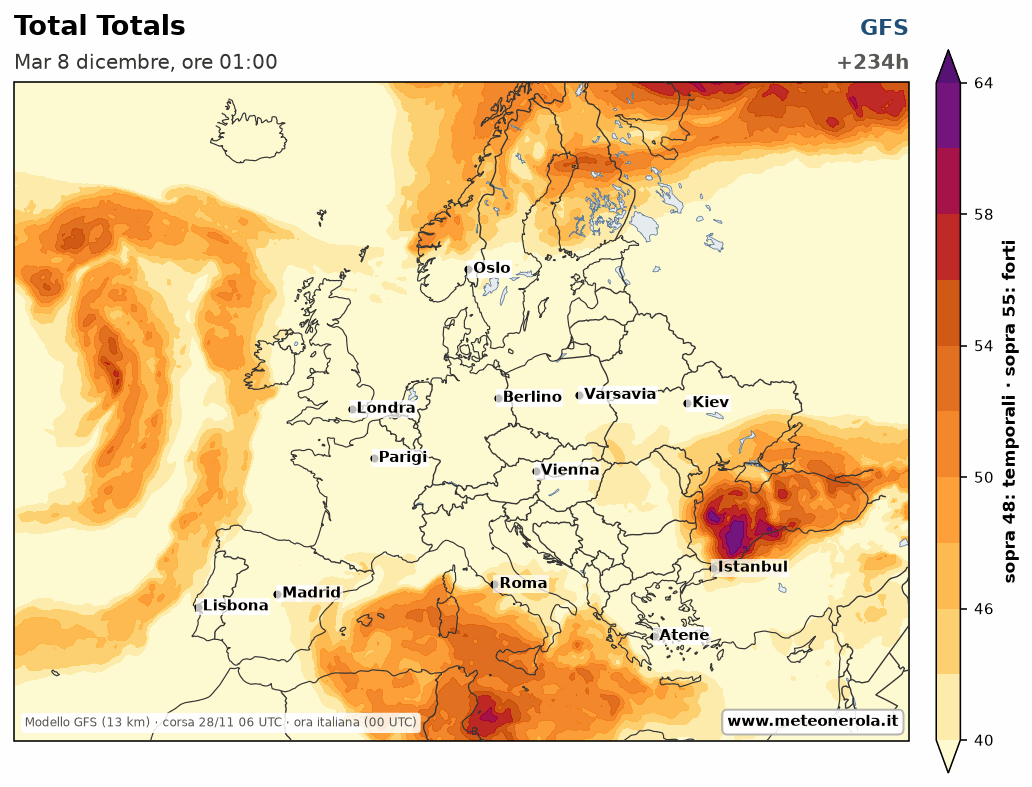 Total Totals
GFS
Mar 8 dicembre, ore 01:00
+234h
64
58
54
50
46
40
sopra 48: temporali · sopra 55: forti
Oslo
Londra
Berlino
Varsavia
Kiev
Parigi
Vienna
Istanbul
Roma
Madrid
Lisbona
Atene
Modello GFS (13 km) · corsa 28/11 06 UTC · ora italiana (00 UTC)
www.meteonerola.it